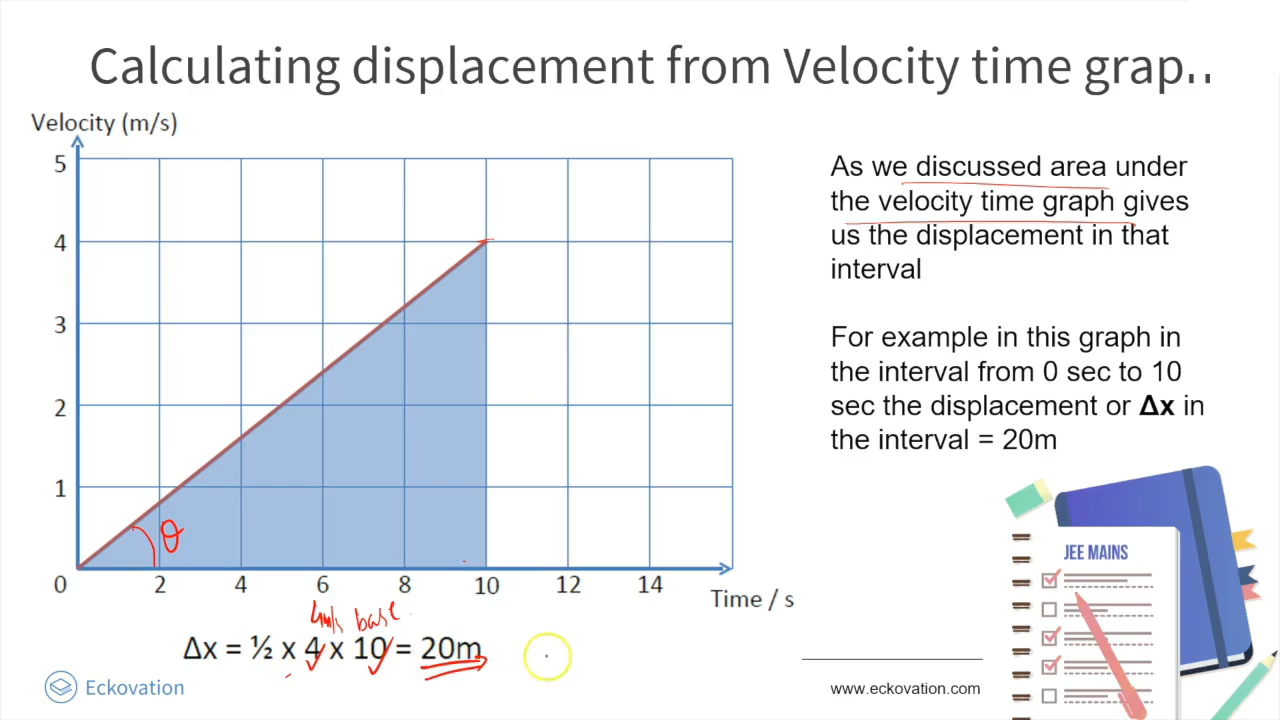 Calculating displacement from Velocity time grap..
Velocity (m/s)
5
4
3
2
1
0 2 4 6 8 10 12 14
Time / s
θ
4m/s base
Δx = ½ x 4 x 10 = 20m
As we discussed area under
the velocity time graph gives
us the displacement in that
interval
For example in this graph in
the interval from 0 sec to 10
sec the displacement or Δx in
the interval = 20m
JEE MAINS
Eckovation
www.eckovation.com